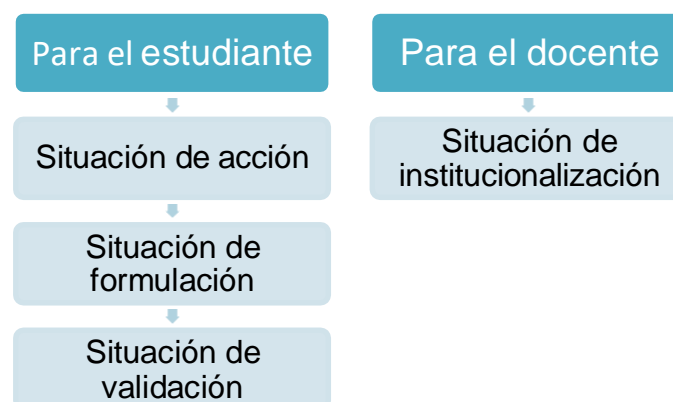 Para el estudiante
Situación de acción
Situación de
formulación
Situación de
validación
Para el docente
Situación de
institucionalización